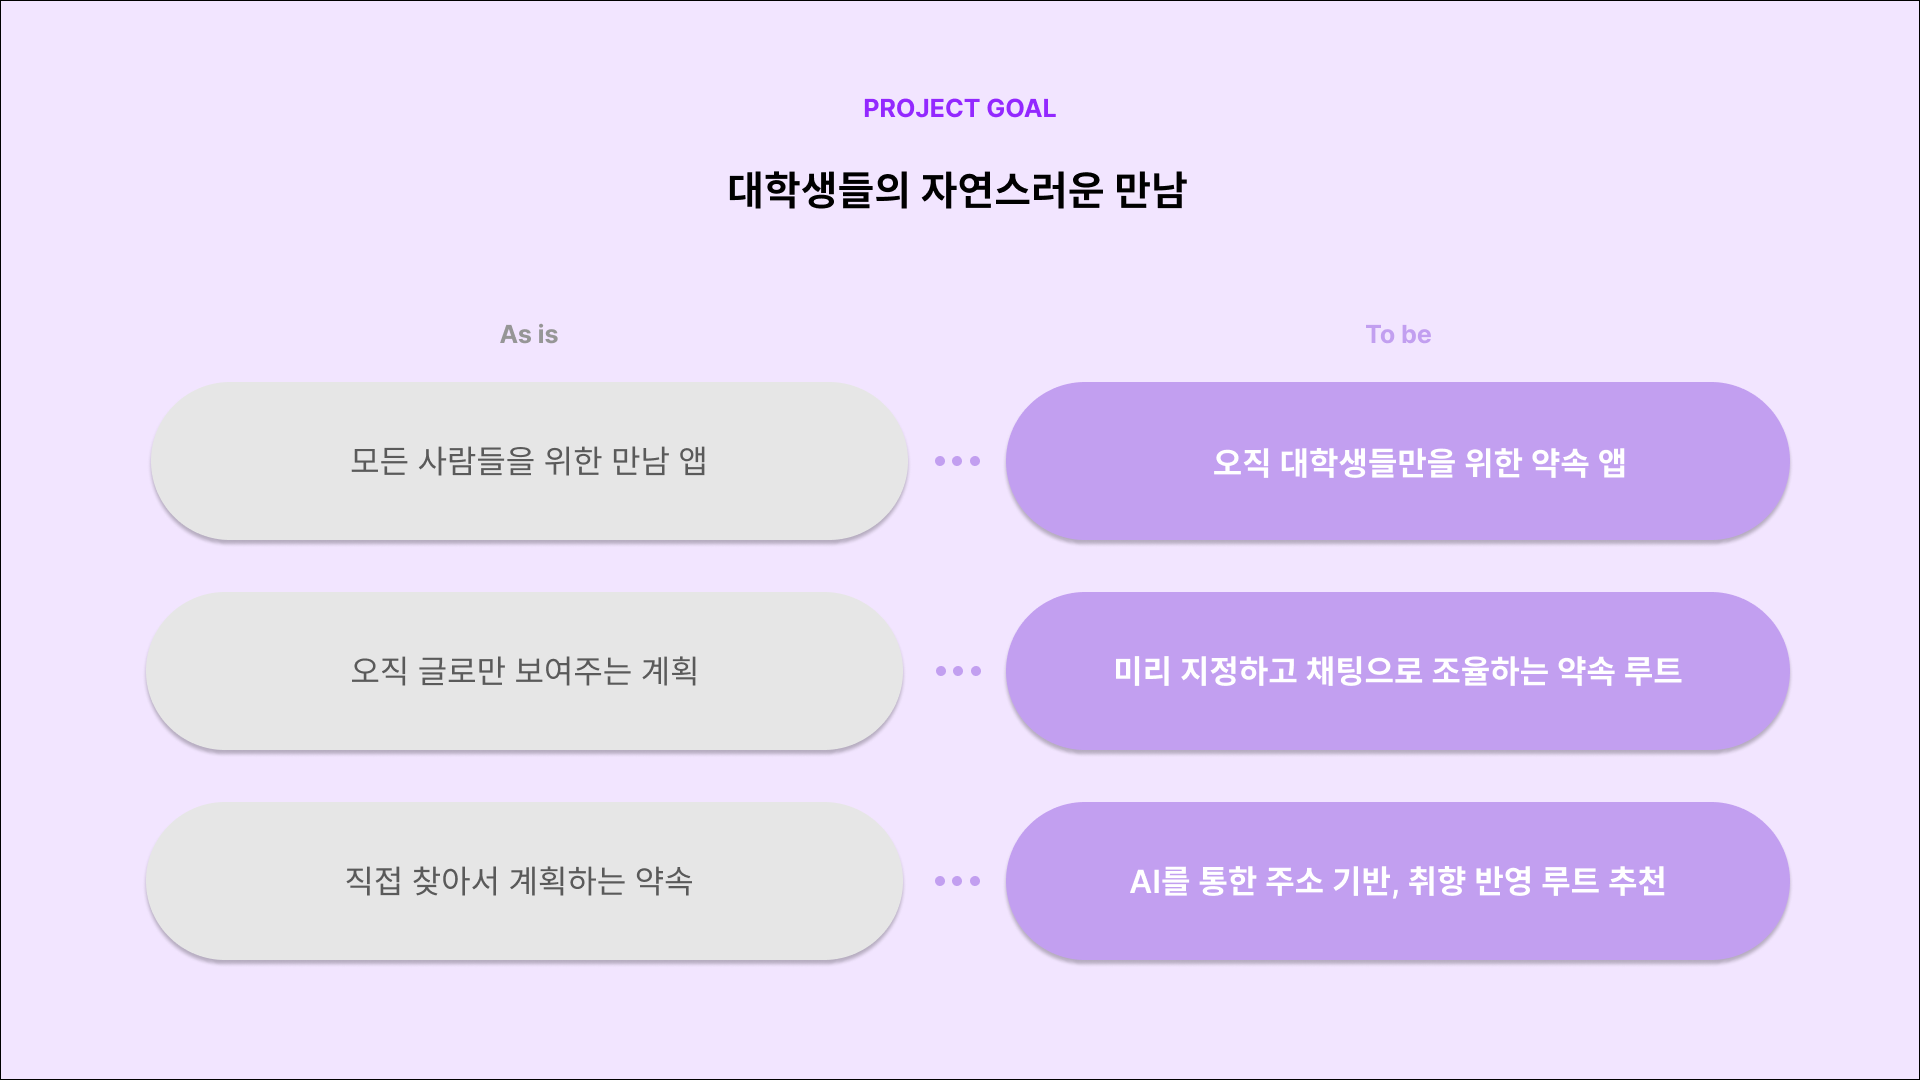 PROJECT GOAL
대학생들의 자연스러운 만남
As is
To be
모든 사람들을 위한 만남 앱
오직 대학생들만을 위한 약속 앱
오직 글로만 보여주는 계획
미리 지정하고 채팅으로 조율하는 약속 루트
직접 찾아서 계획하는 약속
AI를 통한 주소 기반, 취향 반영 루트 추천